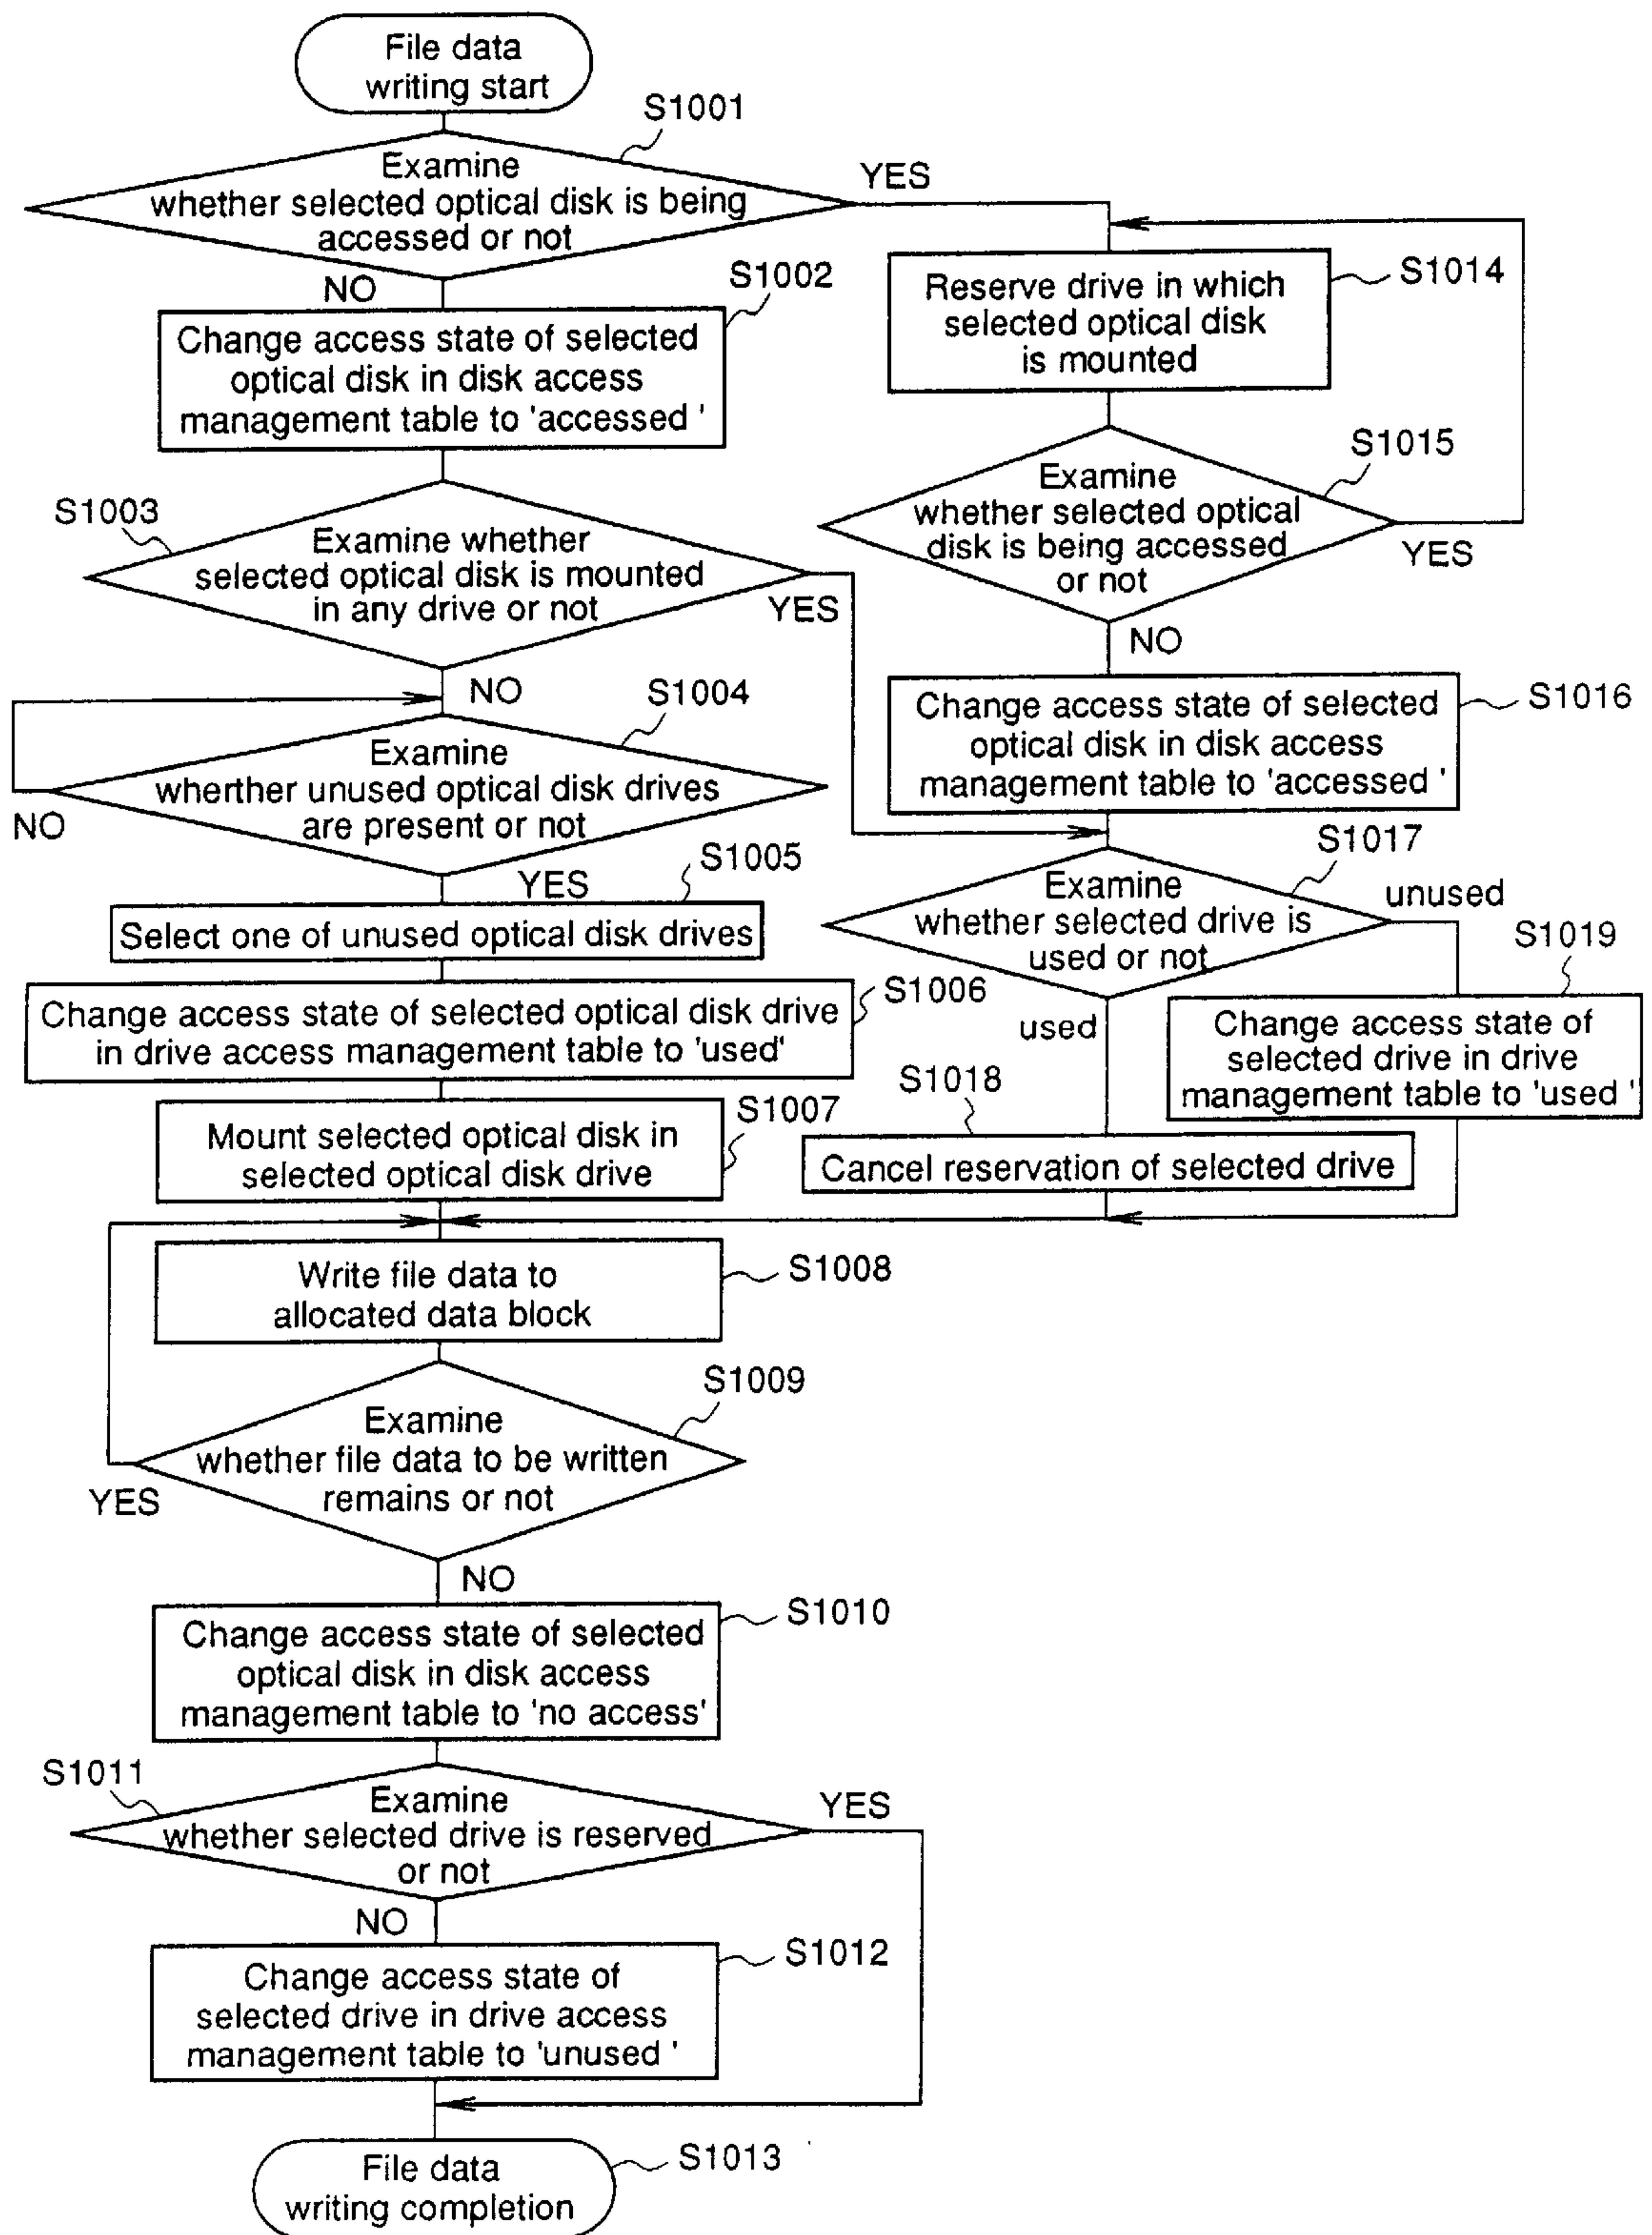 File data
writing start
S1001
Examine
whether selected optical disk is being
accessed or not
YES
NO
S1002
Change access state of selected
optical disk in disk access
management table to 'accessed '
S1003
Examine whether
selected optical disk is mounted
in any drive or not
YES
NO
S1004
Examine
wherther unused optical disk drives
are present or not
NO
YES
S1005
Select one of unused optical disk drives
S1006
Change access state of selected optical disk drive
in drive access management table to 'used'
S1007
Mount selected optical disk in
selected optical disk drive
S1008
Write file data to
allocated data block
S1009
Examine
whether file data to be written
remains or not
YES
NO
S1010
Change access state of selected
optical disk in disk access
management table to 'no access'
S1011
Examine
whether selected drive is reserved
or not
YES
NO
S1012
Change access state of
selected drive in drive access
management table to 'unused '
File data
writing completion
S1013
S1014
Reserve drive in which
selected optical disk
is mounted
S1015
Examine
whether selected optical
disk is being accessed
or not
YES
NO
S1016
Change access state of selected
optical disk in disk access
management table to 'accessed '
S1017
Examine
whether selected drive is
used or not
unused
used
S1019
Change access state of
selected drive in drive
management table to 'used '
S1018
Cancel reservation of selected drive